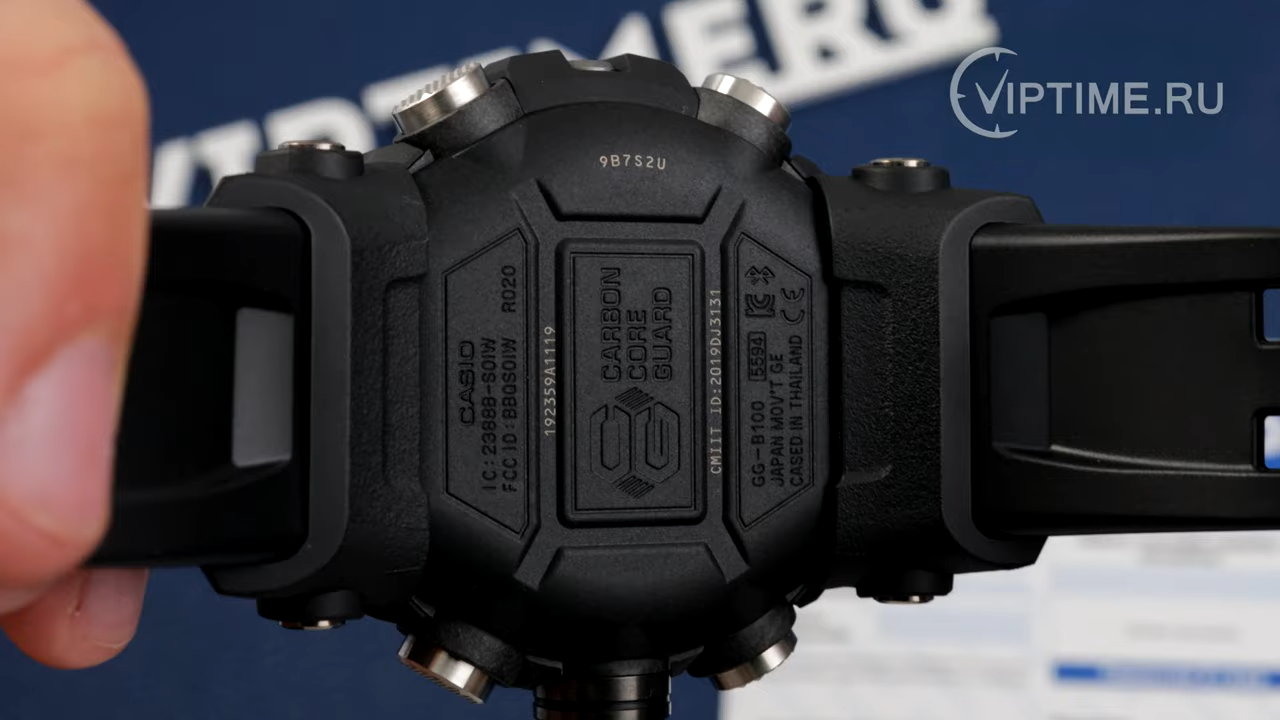 VIPTIME.RU
9B7S2U
CASIO
IC:2388B-S01W
FCC ID:BBQS01W R020
192359A1119
CARBON
CORE
GUARD
CMIIT ID:2019DJ3131
GG-B100 5594
JAPAN MOV'T GE
CASED IN THAILAND CE